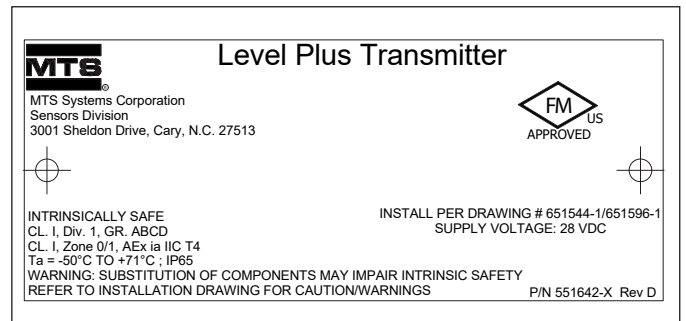 Level Plus Transmitter
MTS
®
MTS Systems Corporation
Sensors Division
3001 Sheldon Drive, Cary, N.C. 27513
FM
US
APPROVED
INTRINSICALLY SAFE
CL. I, Div. 1, GR. ABCD
CL. I, Zone 0/1, AEx ia IIC T4
Ta = -50°C TO +71°C ; IP65
WARNING: SUBSTITUTION OF COMPONENTS MAY IMPAIR INTRINSIC SAFETY
REFER TO INSTALLATION DRAWING FOR CAUTION/WARNINGS
INSTALL PER DRAWING # 651544-1/651596-1
SUPPLY VOLTAGE: 28 VDC
P/N 551642-X Rev D